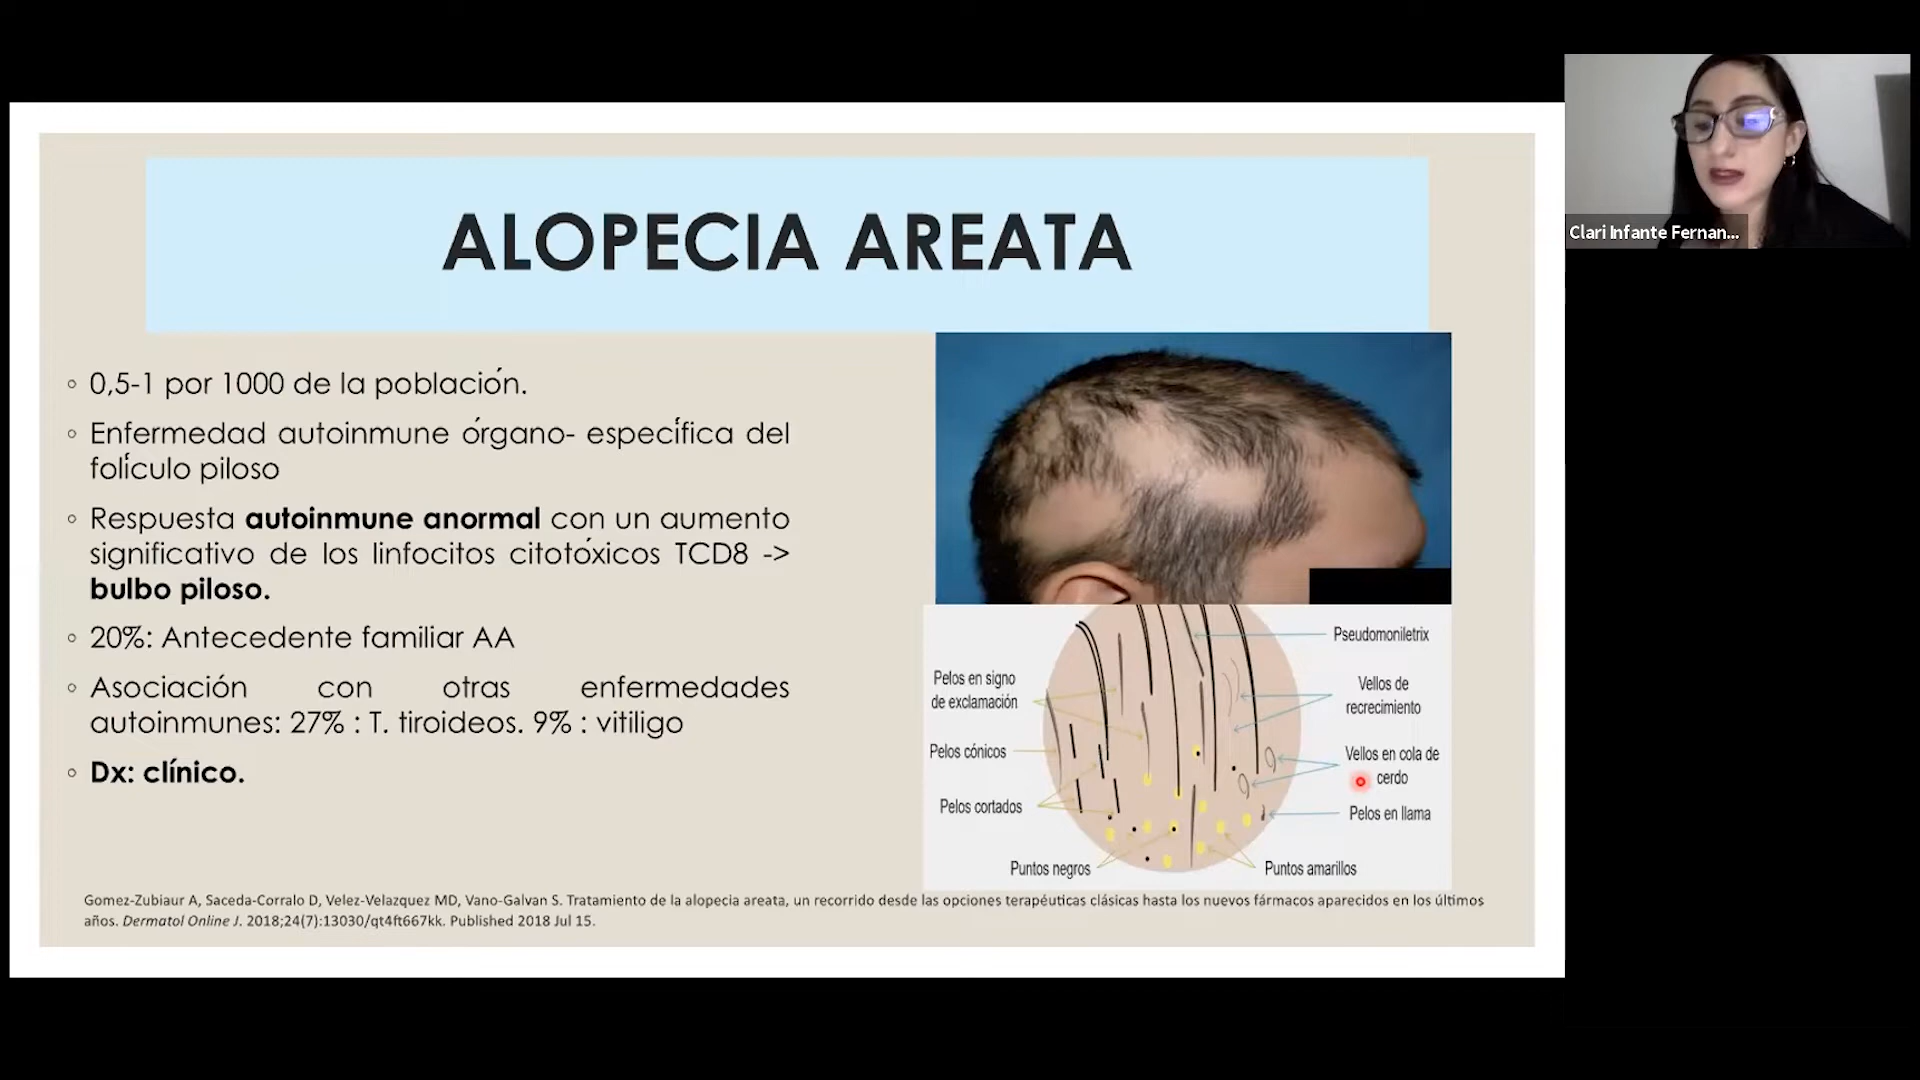 ALOPECIA AREATA
0,5-1 por 1000 de la población.
Enfermedad autoinmune órgano- específica del
folículo piloso
Respuesta autoinmune anormal con un aumento
significativo de los linfocitos citotóxicos TCD8 ->
bulbo piloso.
20%: Antecedente familiar AA
Asociación con otras enfermedades
autoinmunes: 27% : T. tiroideos. 9% : vitiligo
Dx: clínico.
Pseudomoniletrix
Pelos en signo
de exclamación
Vellos de
recrecimiento
Pelos cónicos
Vellos en cola de
cerdo
Pelos cortados
Pelos en llama
Puntos negros
Puntos amarillos
Gomez-Zubiaur A, Saceda-Corralo D, Velez-Velazquez MD, Vano-Galvan S. Tratamiento de la alopecia areata, un recorrido desde las opciones terapéuticas clásicas hasta los nuevos fármacos aparecidos en los últimos
años. Dermatol Online J. 2018;24(7):13030/qt4ft667kk. Published 2018 Jul 15.
Clari Infante Fernan...